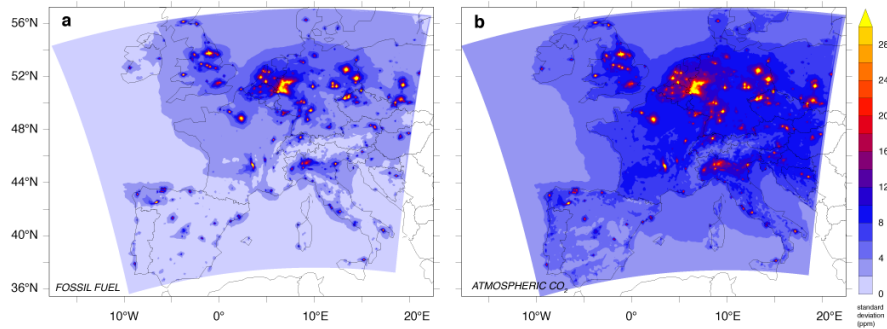 a
b
56°N
52°N
48°N
44°N
40°N
36°N
FOSSIL FUEL
ATMOSPHERIC CO2
10°W
0°E
10°E
20°E
10°W
0°E
10°E
20°E
28
24
20
16
12
8
4
0
standard
deviation
(ppm)